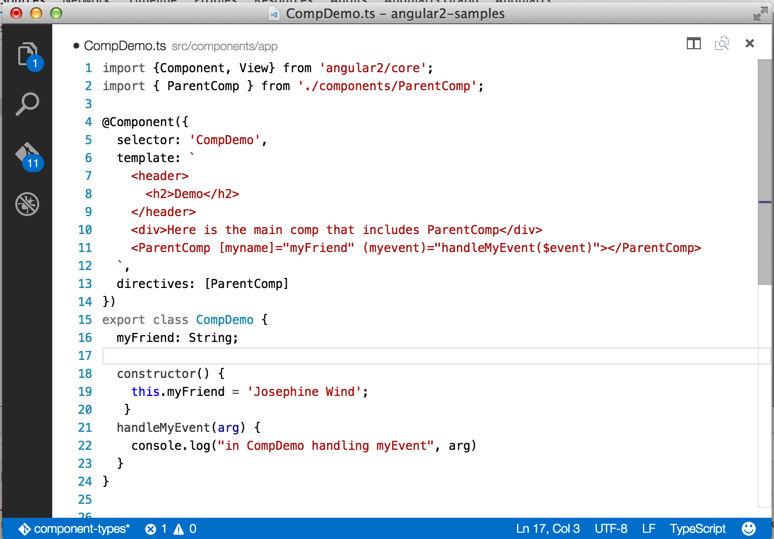 CompDemo.ts – angular2-samples
1
11
● CompDemo.ts src/components/app
1 import {Component, View} from 'angular2/core';
2 import { ParentComp } from './components/ParentComp';
3
4 @Component({
5   selector: 'CompDemo',
6   template: `
7     <header>
8       <h2>Demo</h2>
9     </header>
10     <div>Here is the main comp that includes ParentComp</div>
11     <ParentComp [myname]="myFriend" (myevent)="handleMyEvent($event)"></ParentComp>
12   `,
13   directives: [ParentComp]
14 })
15 export class CompDemo {
16   myFriend: String;
17
18   constructor() {
19     this.myFriend = 'Josephine Wind';
20    }
21   handleMyEvent(arg) {
22     console.log("in CompDemo handling myEvent", arg)
23   }
24 }
25
26
component-types* 1 0 Ln 17, Col 3 UTF-8 LF TypeScript